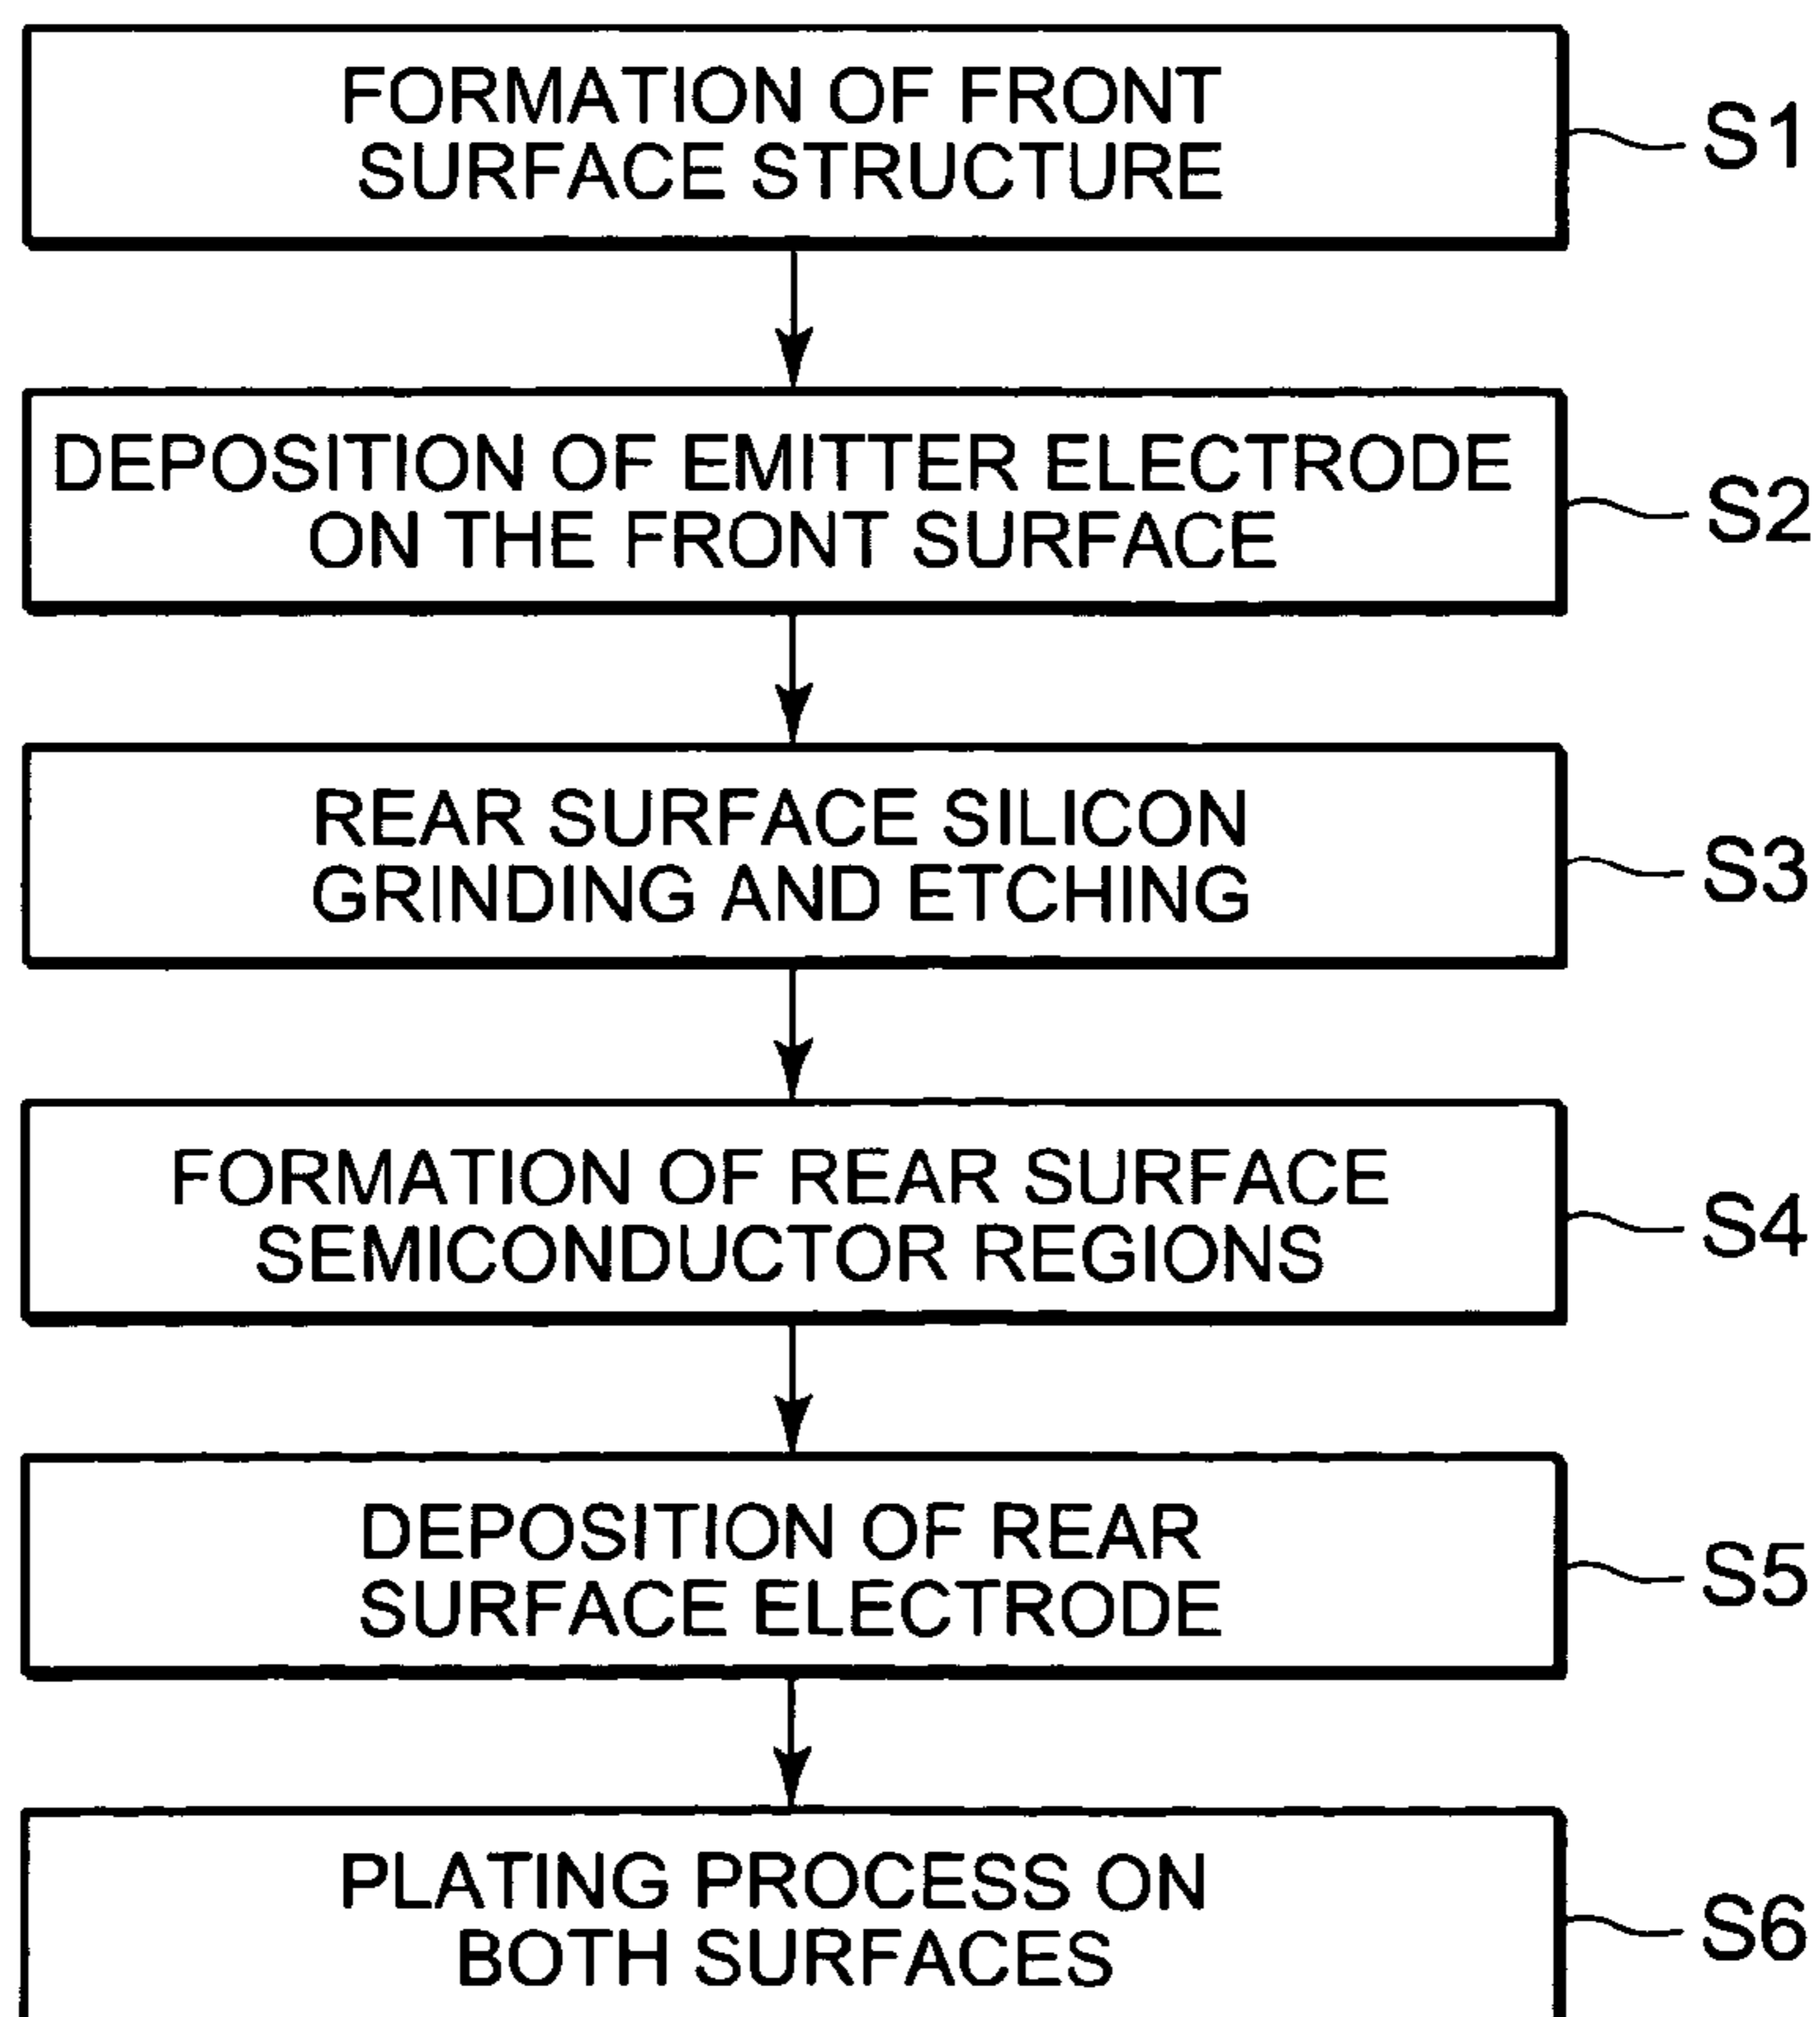 FORMATION OF FRONT
SURFACE STRUCTURE
S1
DEPOSITION OF EMITTER ELECTRODE
ON THE FRONT SURFACE
S2
REAR SURFACE SILICON
GRINDING AND ETCHING
S3
FORMATION OF REAR SURFACE
SEMICONDUCTOR REGIONS
S4
DEPOSITION OF REAR
SURFACE ELECTRODE
S5
PLATING PROCESS ON
BOTH SURFACES
S6